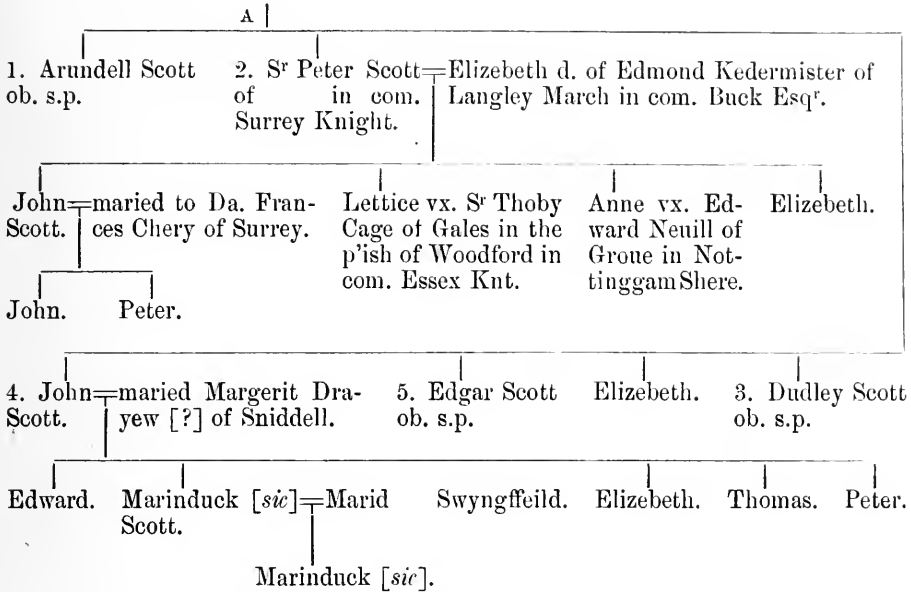 A
1. Arundell Scott
ob. s.p.
2. Sʳ Peter Scott
of in com.
Surrey Knight.
Elizebeth d. of Edmond Kedermister of
Langley March in com. Buck Esqʳ.
John
Scott.
maried to Da. Fran-
ces Chery of Surrey.
Lettice vx. Sʳ Thoby
Cage of Gales in the
p'ish of Woodford in
com. Essex Knt.
Anne vx. Ed-
ward Neuill of
Groue in Not-
tinggam Shere.
Elizebeth.
John.
Peter.
4. John
Scott.
maried Margerit Dra-
yew [?] of Sniddell.
5. Edgar Scott
ob. s.p.
Elizebeth.
3. Dudley Scott
ob. s.p.
Edward.
Marinduck [sic]
Scott.
Marid
Swyngffeild.
Elizebeth.
Thomas.
Peter.
Marinduck [sic].